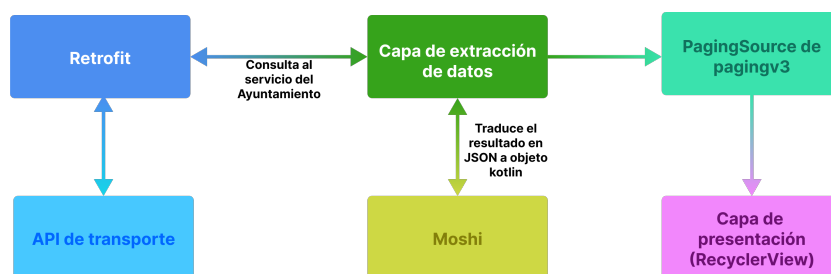 Retrofit
Consulta al
servicio del
Ayuntamiento
Capa de extracción
de datos
PagingSource de
pagingv3
Traduce el
resultado en
JSON a objeto
kotlin
API de transporte
Moshi
Capa de
presentación
(RecyclerView)